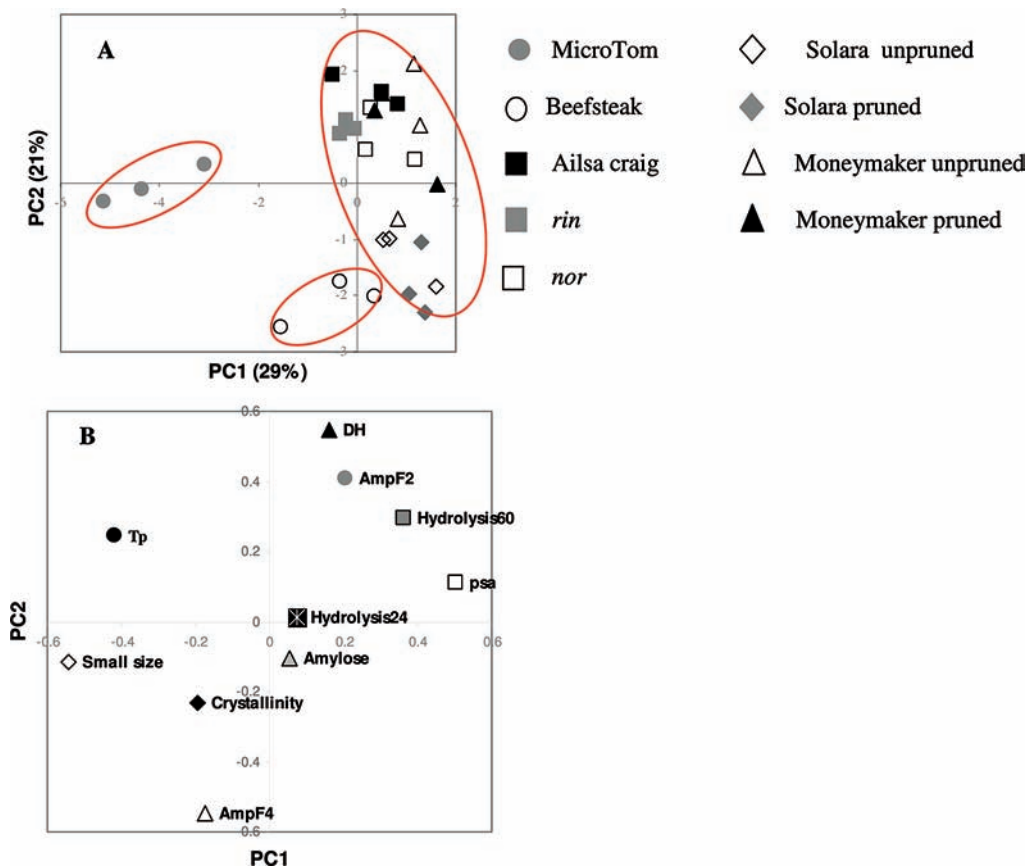 A
3
2
0
-5
-4
-2
0
2
-1
-2
3
PC2 (21%)
PC1 (29%)
MicroTom
Beefsteak
Ailsa craig
rin
nor
Solara unpruned
Solara pruned
Moneymaker unpruned
Moneymaker pruned
B
0.6
0.4
0.2
0
-0.2
-0.4
-0.6
-0.6
-0.4
-0.2
0
0.2
0.4
0.6
DH
AmpF2
Hydrolysis60
Tp
psa
Hydrolysis24
Small size
Amylose
Crystallinity
AmpF4
PC2
PC1